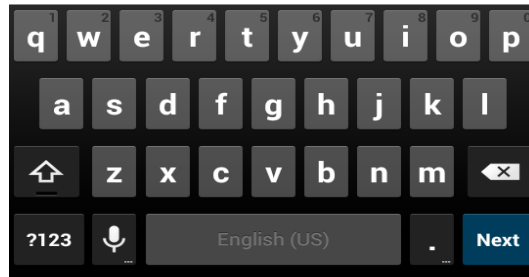 1 2 3 4 5 6 7 8 9 0
q w e r t y u i o p
a s d f g h j k l
z x c v b n m
?123 English (US) . Next